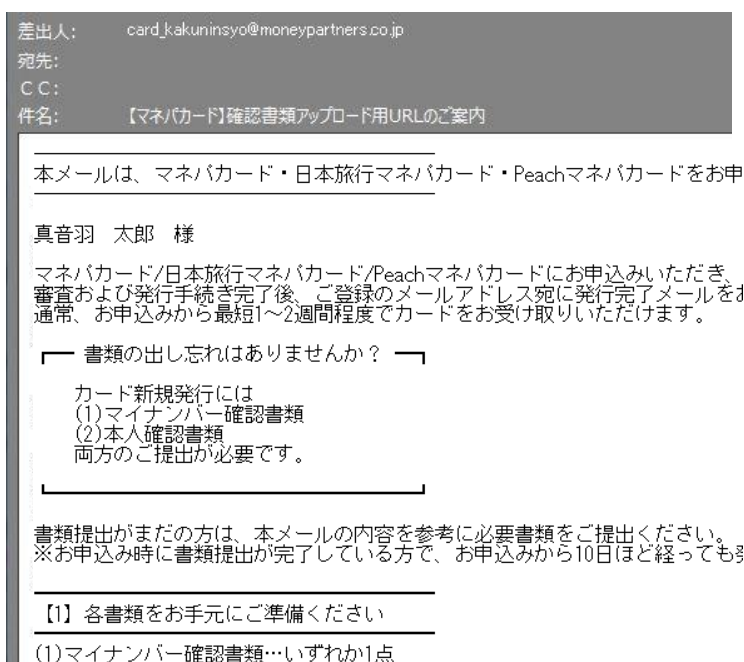 差出人: card_kakuninsyo@moneypartners.co.jp
宛先:
CC:
件名: 【マネパカード】確認書類アップロード用URLのご案内
本メールは、マネパカード・日本旅行マネパカード・Peachマネパカードをお申
真音羽 太郎 様
マネパカード/日本旅行マネパカード/Peachマネパカードにお申込みいただき、
審査および発行手続き完了後、ご登録のメールアドレス宛に発行完了メールをお
通常、お申込みから最短1~2週間程度でカードをお受け取りいただけます。
書類の出し忘れはありませんか?
カード新規発行には
(1)マイナンバー確認書類
(2)本人確認書類
両方のご提出が必要です。
書類提出がまだの方は、本メールの内容を参考に必要書類をご提出ください。
※お申込み時に書類提出が完了している方で、お申込みから10日ほど経っても発
【1】各書類をお手元にご準備ください
(1)マイナンバー確認書類…いずれか1点